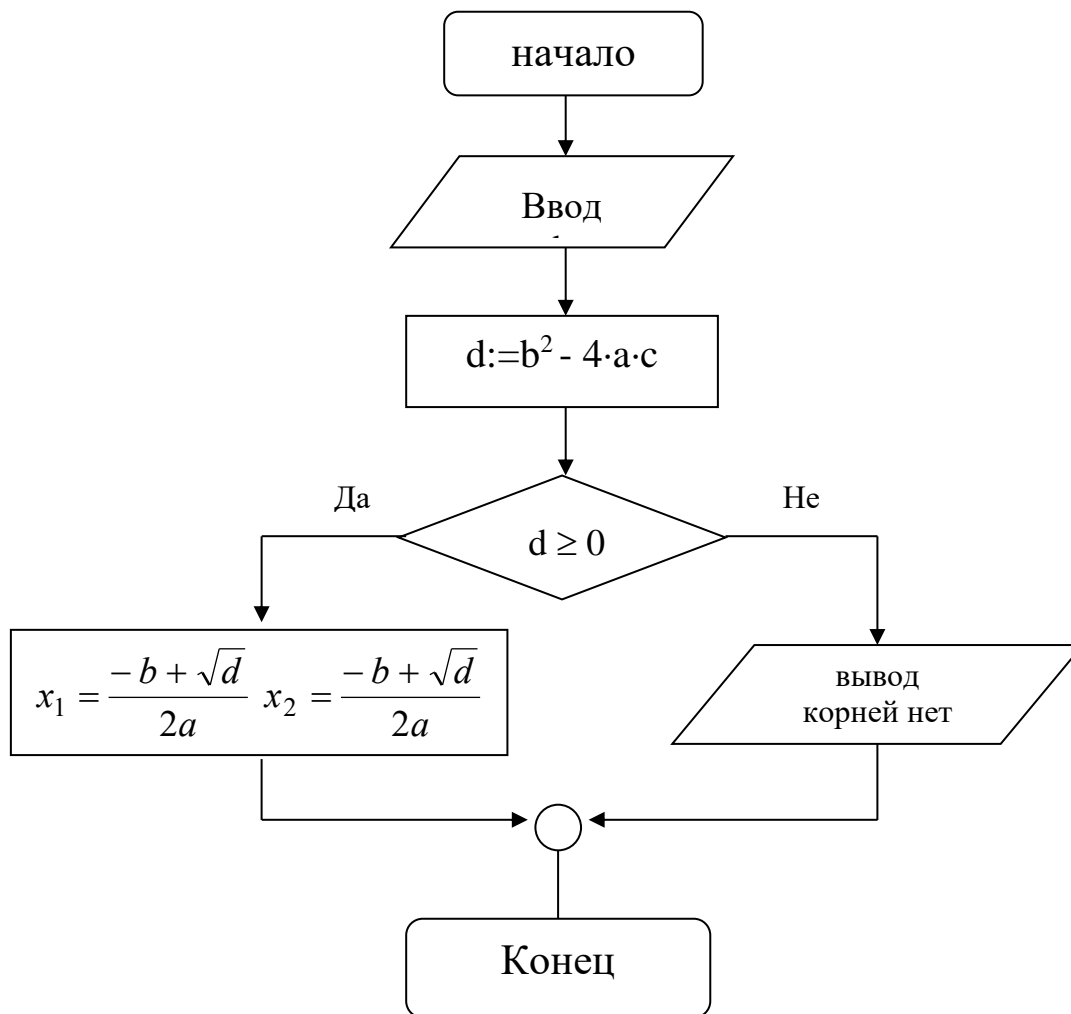 начало
Ввод
d:=b² - 4·a·c
Да
Не
d ≥ 0
x₁ = (-b + √d)/2a x₂ = (-b + √d)/2a
вывод
корней нет
Конец